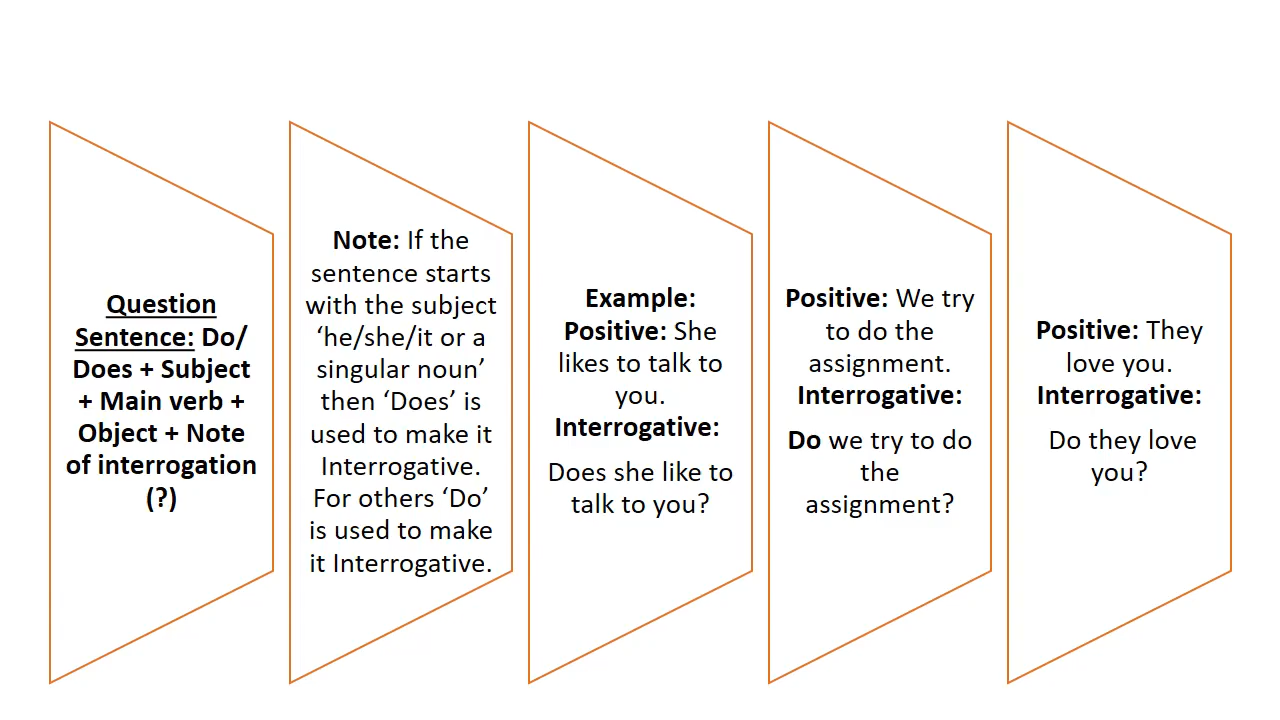 Question
Sentence: Do/
Does + Subject
+ Main verb +
Object + Note
of interrogation
(?)
Note: If the
sentence starts
with the subject
‘he/she/it or a
singular noun’
then ‘Does’ is
used to make it
Interrogative.
For others ‘Do’
is used to make
it Interrogative.
Example:
Positive: She
likes to talk to
you.
Interrogative:
Does she like to
talk to you?
Positive: We try
to do the
assignment.
Interrogative:
Do we try to do
the
assignment?
Positive: They
love you.
Interrogative:
Do they love
you?